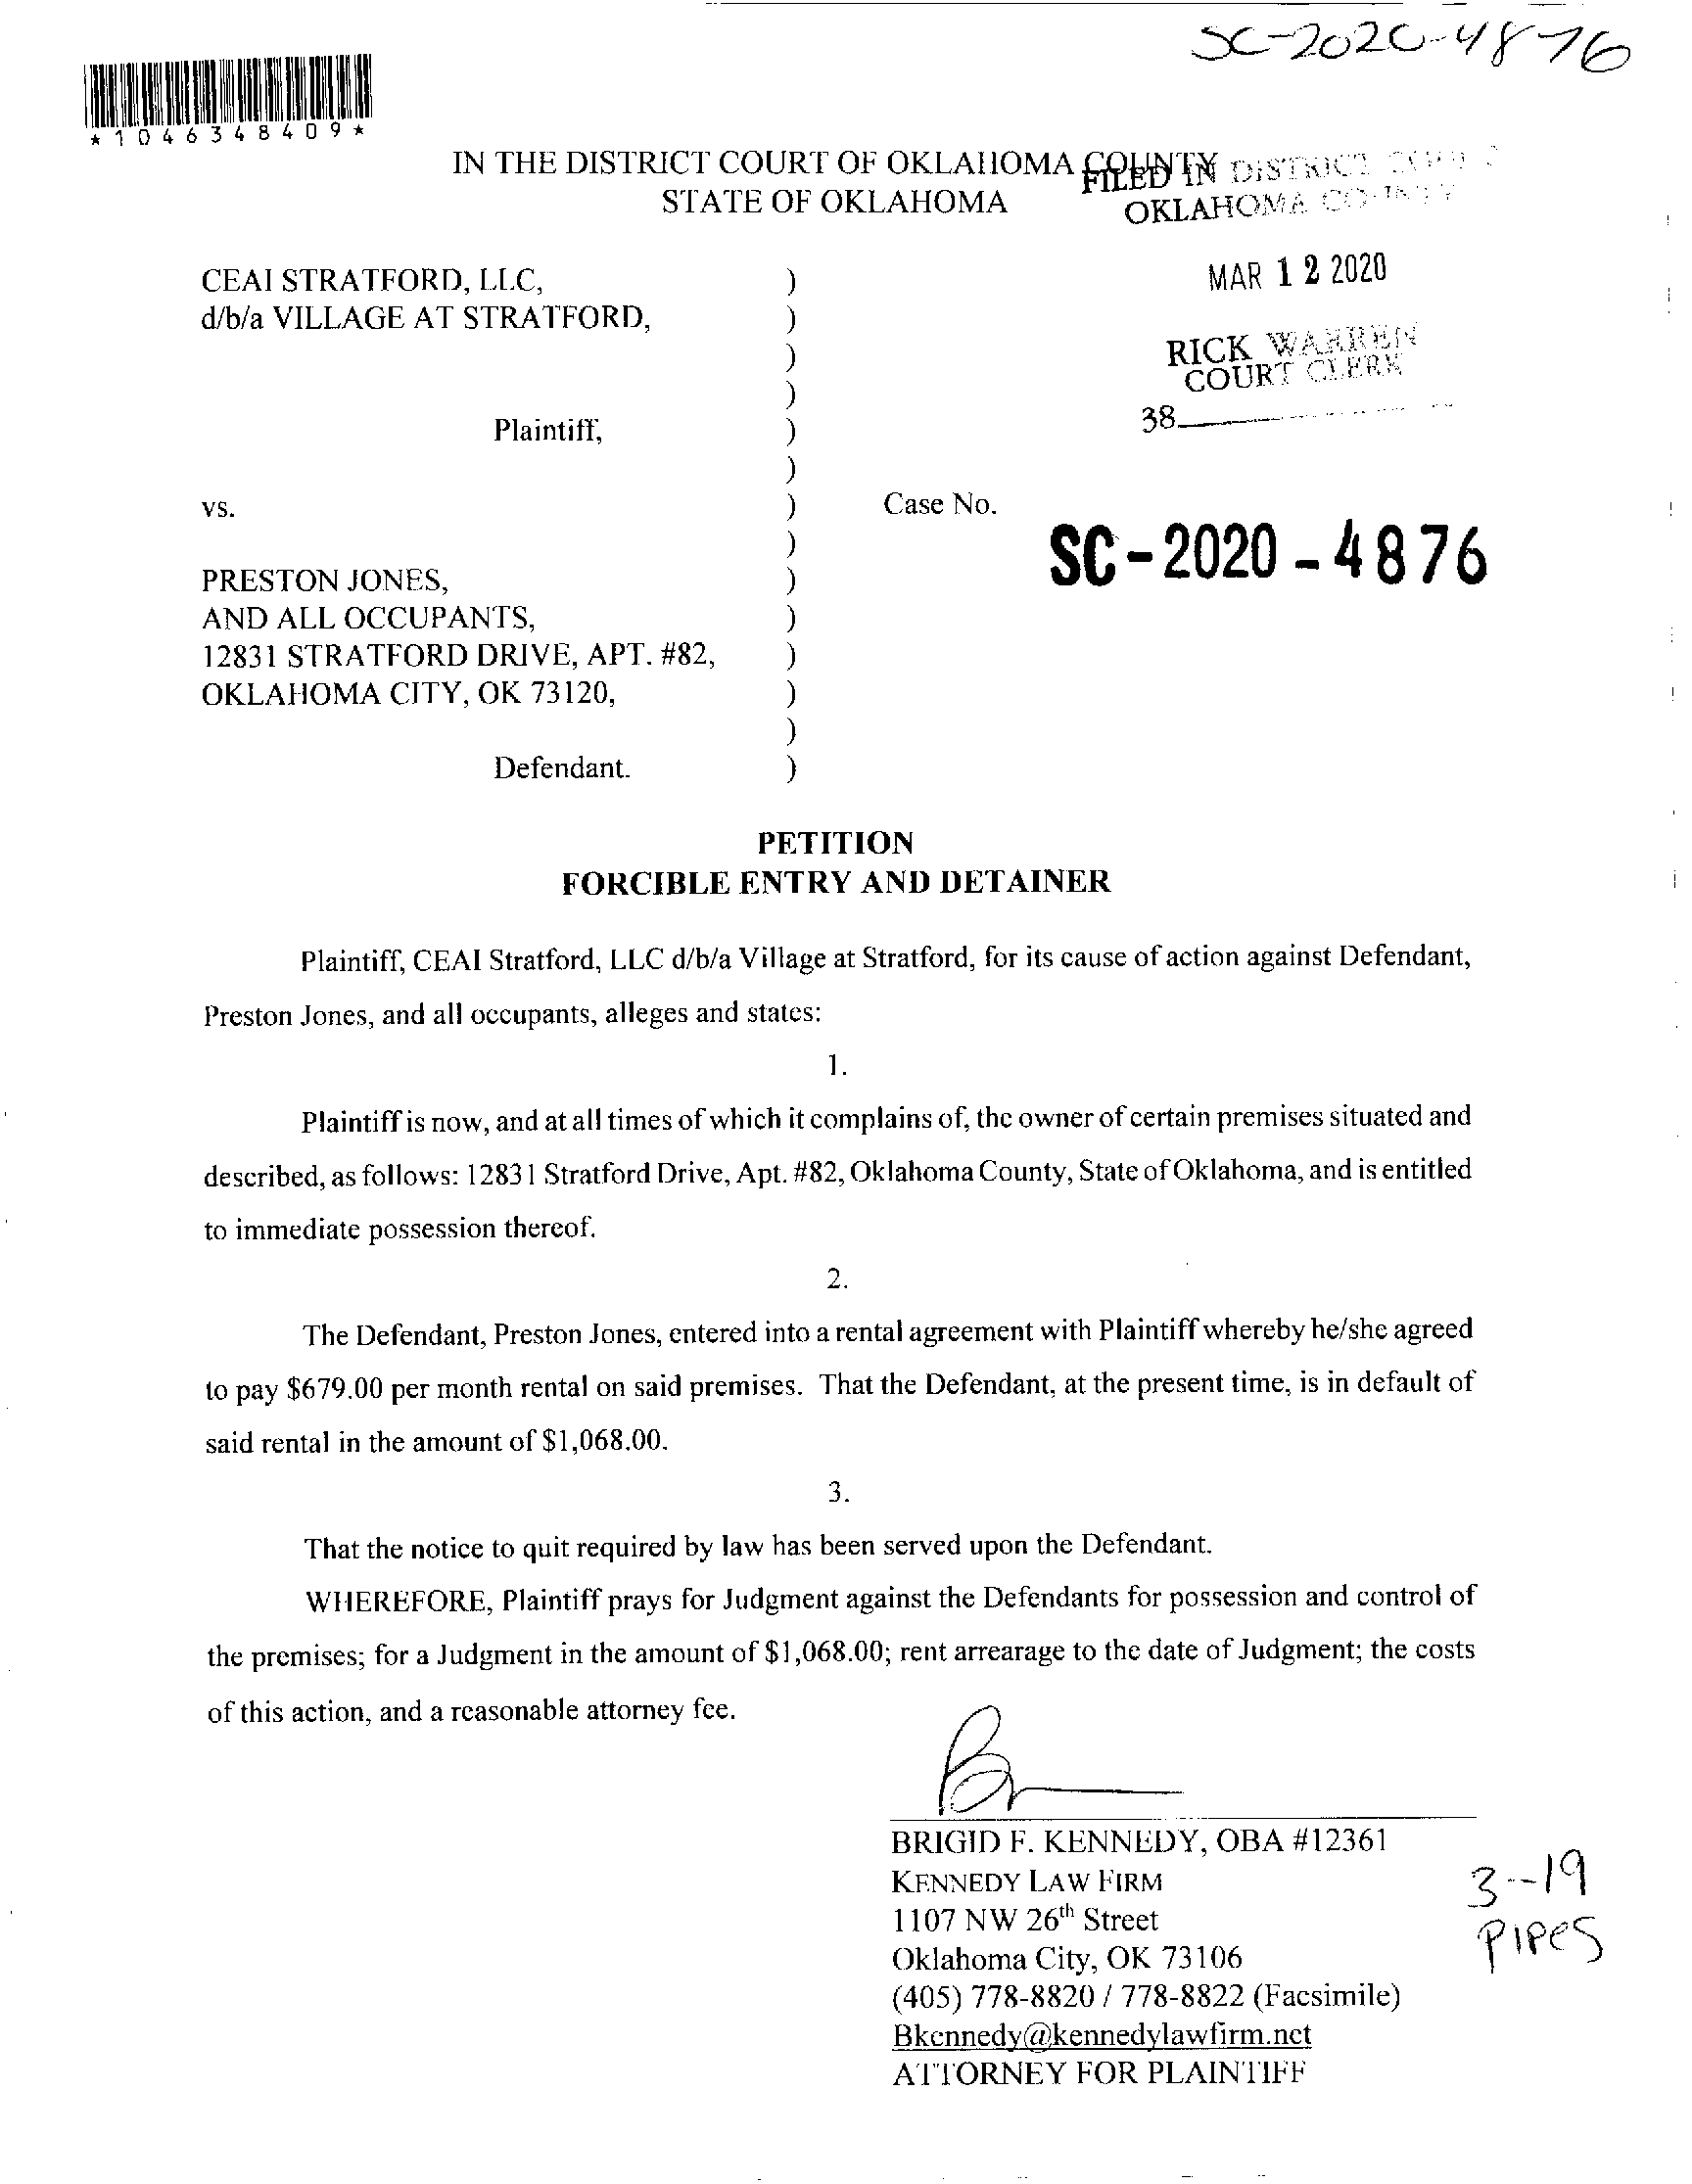 SC-2020-4876
*1046348409*
IN THE DISTRICT COURT OF OKLAHOMA COUNTY
STATE OF OKLAHOMA
FILED IN DISTRICT COURT
OKLAHOMA COUNTY
MAR 12 2020
RICK WARREN
COURT CLERK
38
CEAI STRATFORD, LLC, )
d/b/a VILLAGE AT STRATFORD, )
)
)
Plaintiff, )
)
vs. ) Case No.
)
SC-2020-4876
PRESTON JONES, )
AND ALL OCCUPANTS, )
12831 STRATFORD DRIVE, APT. #82, )
OKLAHOMA CITY, OK 73120, )
)
Defendant. )
PETITION
FORCIBLE ENTRY AND DETAINER
Plaintiff, CEAI Stratford, LLC d/b/a Village at Stratford, for its cause of action against Defendant,
Preston Jones, and all occupants, alleges and states:
1.
Plaintiff is now, and at all times of which it complains of, the owner of certain premises situated and
described, as follows: 12831 Stratford Drive, Apt. #82, Oklahoma County, State of Oklahoma, and is entitled
to immediate possession thereof.
2.
The Defendant, Preston Jones, entered into a rental agreement with Plaintiff whereby he/she agreed
to pay $679.00 per month rental on said premises. That the Defendant, at the present time, is in default of
said rental in the amount of $1,068.00.
3.
That the notice to quit required by law has been served upon the Defendant.
WHEREFORE, Plaintiff prays for Judgment against the Defendants for possession and control of
the premises; for a Judgment in the amount of $1,068.00; rent arrearage to the date of Judgment; the costs
of this action, and a reasonable attorney fee.
BRIGID F. KENNEDY, OBA #12361
KENNEDY LAW FIRM
1107 NW 26th Street
Oklahoma City, OK 73106
(405) 778-8820 / 778-8822 (Facsimile)
Bkennedy@kennedylawfirm.net
ATTORNEY FOR PLAINTIFF
3--19
PIPES